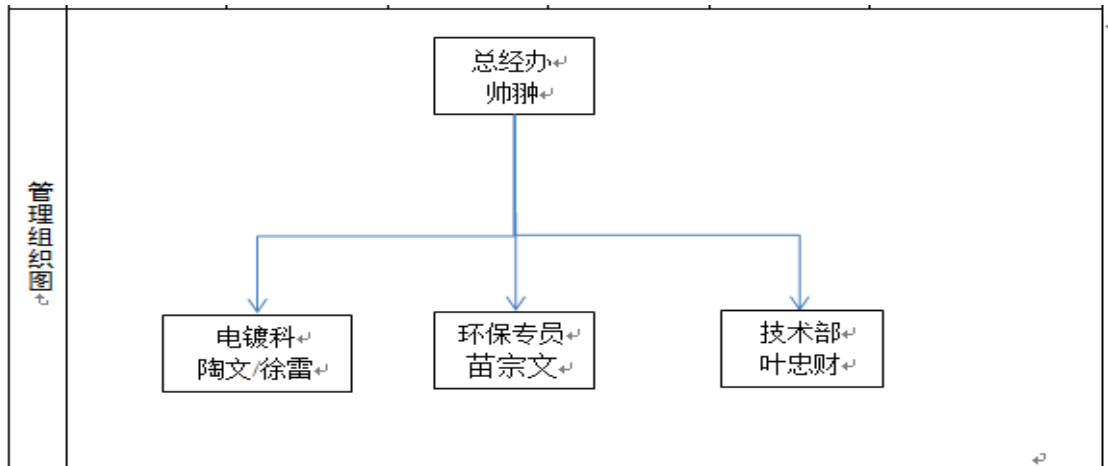 管理组织图
总经办
帅翀
电镀科
陶文/徐雷
环保专员
苗宗文
技术部
叶忠财